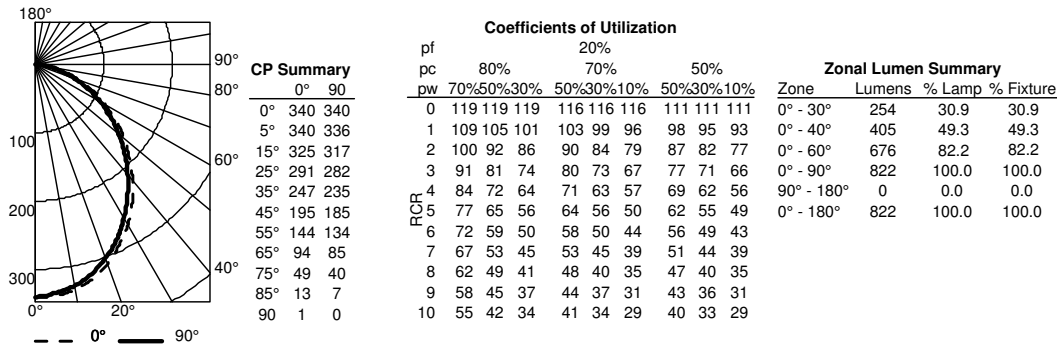 180°
90°
80°
60°
40°
20°
0°
100
200
300
0° 90°
CP Summary
0° 90
0° 340 340
5° 340 336
15° 325 317
25° 291 282
35° 247 235
45° 195 185
55° 144 134
65° 94 85
75° 49 40
85° 13 7
90 1 0
Coefficients of Utilization
pf 20%
pc 80% 70% 50%
pw 70%50%30% 50%30%10% 50%30%10%
RCR
0 119 119 119 116 116 116 111 111 111
1 109 105 101 103 99 96 98 95 93
2 100 92 86 90 84 79 87 82 77
3 91 81 74 80 73 67 77 71 66
4 84 72 64 71 63 57 69 62 56
5 77 65 56 64 56 50 62 55 49
6 72 59 50 58 50 44 56 49 43
7 67 53 45 53 45 39 51 44 39
8 62 49 41 48 40 35 47 40 35
9 58 45 37 44 37 31 43 36 31
10 55 42 34 41 34 29 40 33 29
Zonal Lumen Summary
Zone Lumens % Lamp % Fixture
0° - 30° 254 30.9 30.9
0° - 40° 405 49.3 49.3
0° - 60° 676 82.2 82.2
0° - 90° 822 100.0 100.0
90° - 180° 0 0.0 0.0
0° - 180° 822 100.0 100.0